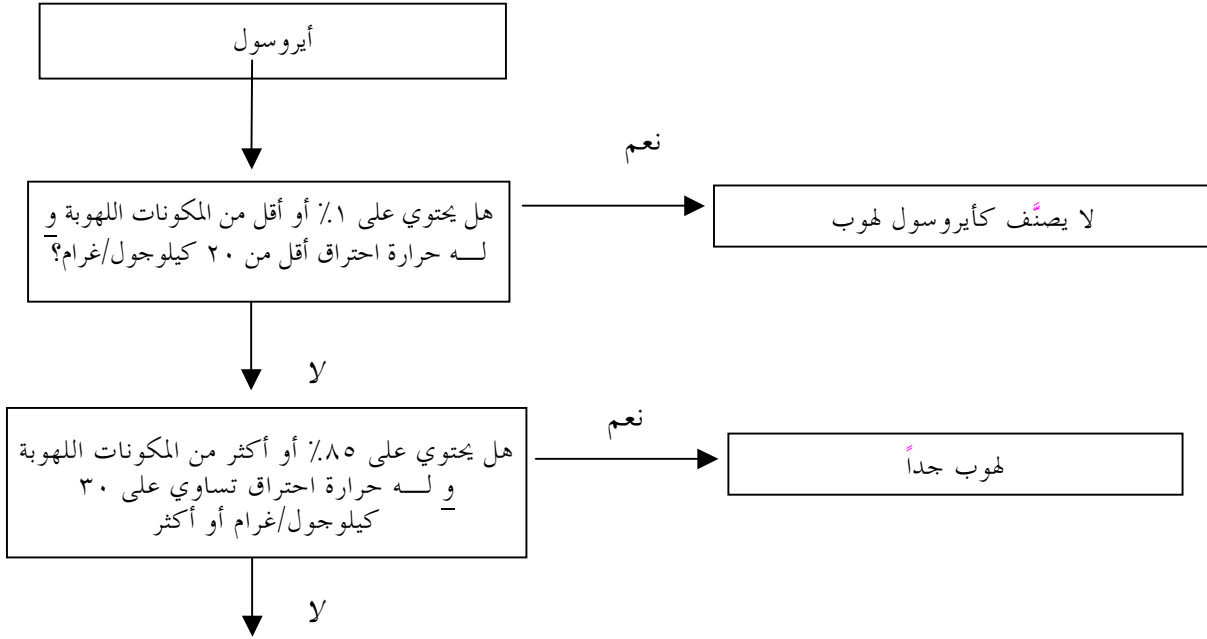 أيروسول
نعم
هل يحتوي على ١٪ أو أقل من المكونات اللهوبة و
لـــه حرارة احتراق أقل من ٢٠ كيلوجول/غرام؟
لا يصنَّف كأيروسول لهوب
لا
نعم
هل يحتوي على ٨٥٪ أو أكثر من المكونات اللهوبة
و لـــه حرارة احتراق تساوي على ٣٠
كيلوجول/غرام أو أكثر
لهوب جداً
لا